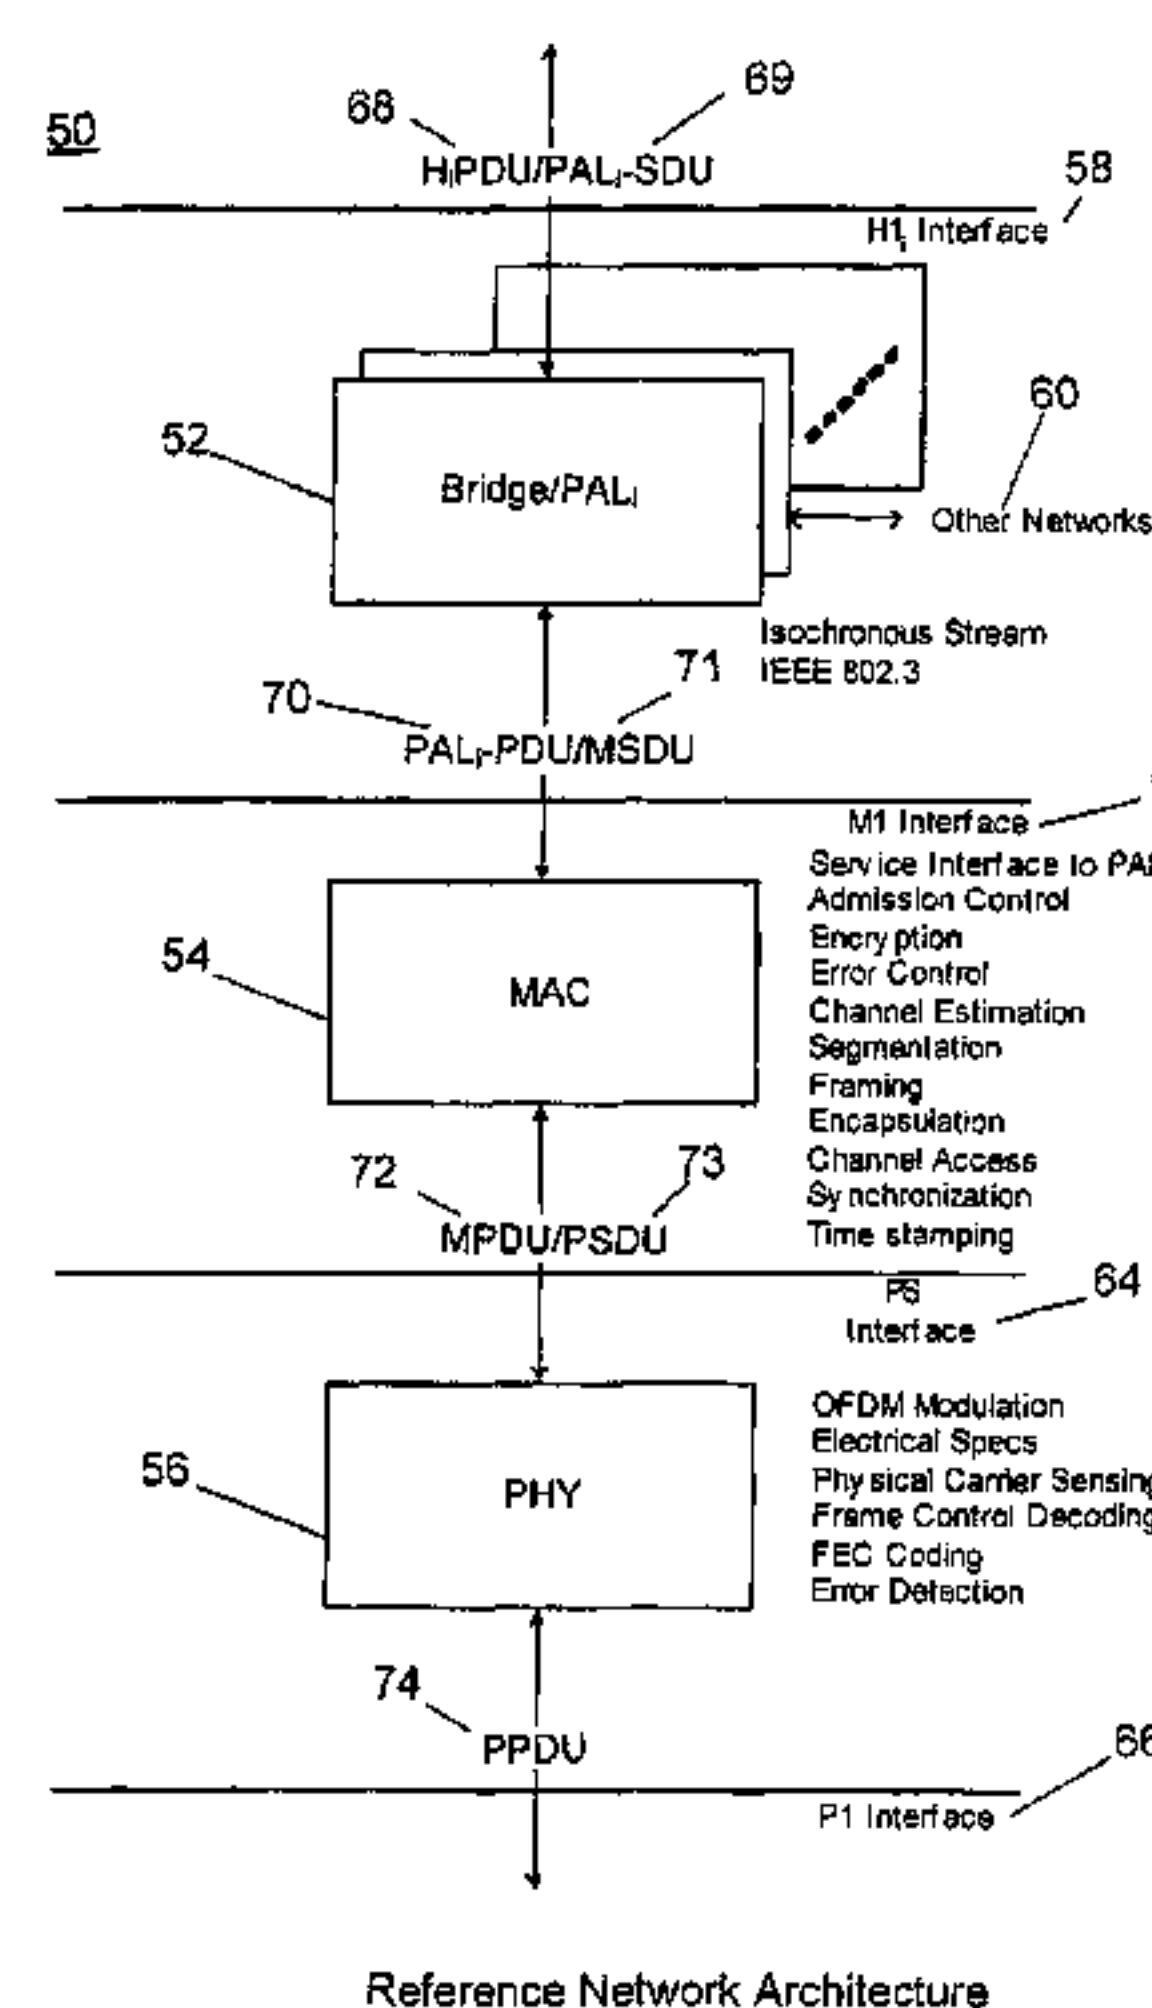 50
68
69
HiPDU/PALi-SDU
58
H1i Interface
52
Bridge/PALi
60
Other Networks
Isochronous Stream
IEEE 802.3
70
71
PALi-PDU/MSDU
M1 Interface
Service Interface to PAL
Admission Control
Encryption
Error Control
Channel Estimation
Segmentation
Framing
Encapsulation
Channel Access
Synchronization
Time stamping
54
MAC
72
73
MPDU/PSDU
PS
Interface
64
OFDM Modulation
Electrical Specs
Physical Carrier Sensing
Frame Control Decoding
FEC Coding
Error Detection
56
PHY
74
PPDU
66
P1 Interface
Reference Network Architecture